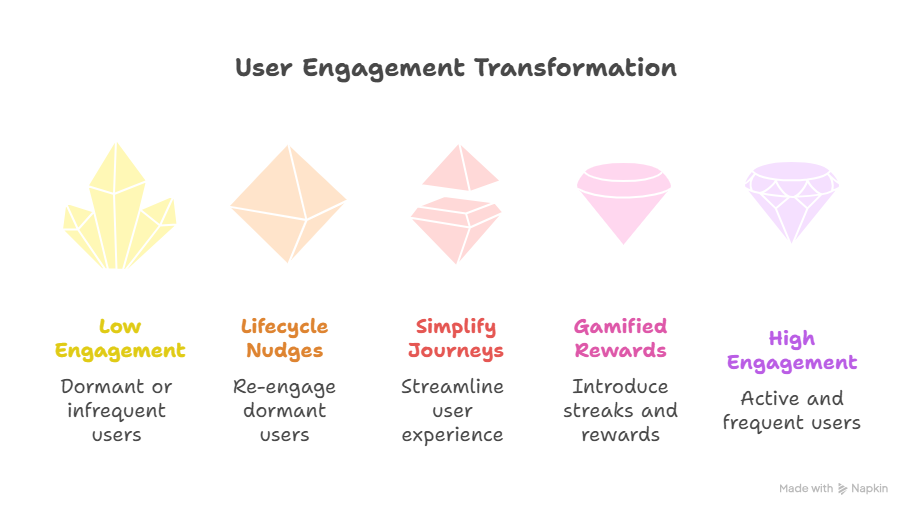 User Engagement Transformation
Low
Engagement
Dormant or
infrequent
users
Lifecycle
Nudges
Re-engage
dormant
users
Simplify
Journeys
Streamline
user
experience
Gamified
Rewards
Introduce
streaks and
rewards
High
Engagement
Active and
frequent users
Made with Napkin